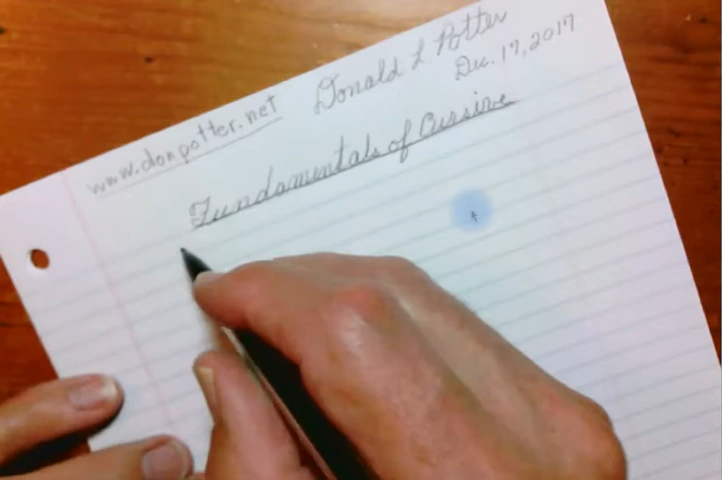 www.donpotter.net Donald L Potter
Dec. 17, 2017
Fundamentals of Cursive